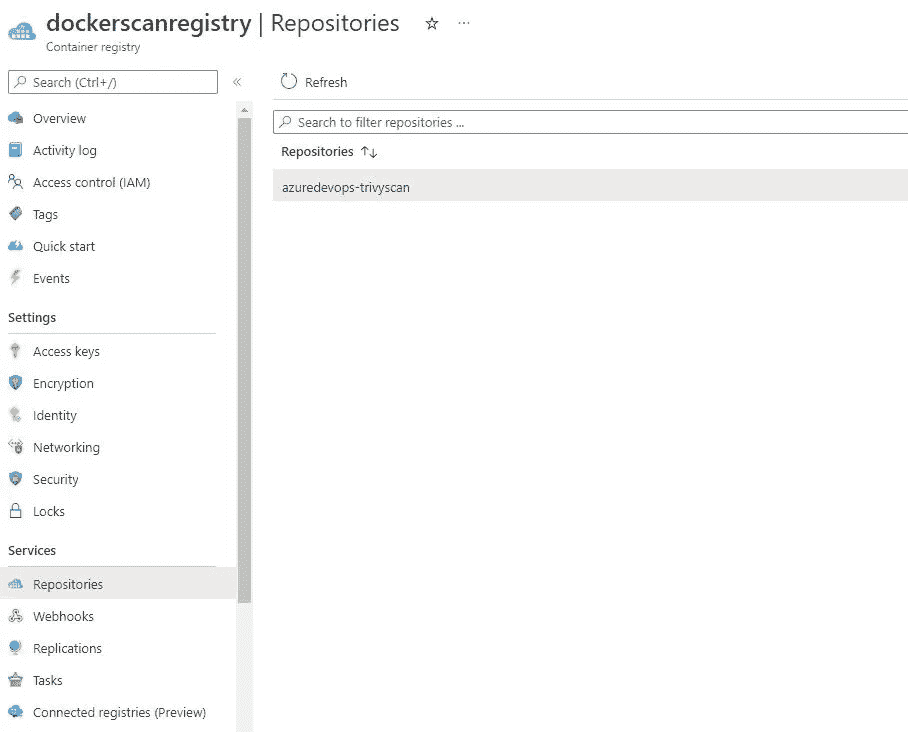 dockerscanregistry | Repositories
Container registry
Search (Ctrl+/)
Overview
Activity log
Access control (IAM)
Tags
Quick start
Events
Settings
Access keys
Encryption
Identity
Networking
Security
Locks
Services
Repositories
Webhooks
Replications
Tasks
Connected registries (Preview)
Refresh
Search to filter repositories ...
Repositories ↑↓
azuredevops-trivyscan